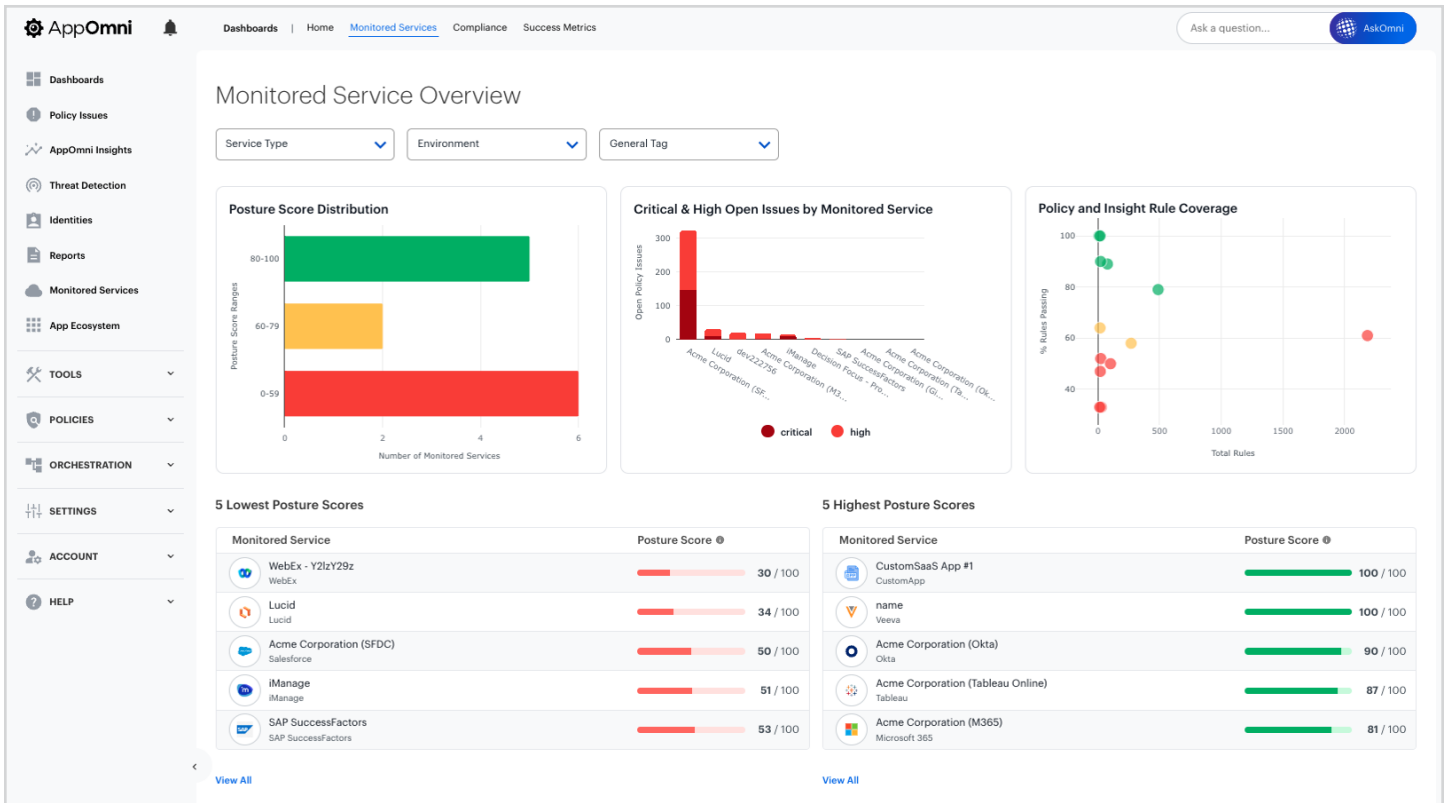 AppOmni
Dashboards | Home Monitored Services Compliance Success Metrics
Ask a question...
AskOmni
Dashboards
Policy Issues
AppOmni Insights
Threat Detection
Identities
Reports
Monitored Services
App Ecosystem
TOOLS
POLICIES
ORCHESTRATION
SETTINGS
ACCOUNT
HELP
Monitored Service Overview
Service Type
Environment
General Tag
Posture Score Distribution
Posture Score Ranges
80-100
60-79
0-59
0 2 4 6
Number of Monitored Services
Critical & High Open Issues by Monitored Service
Open Policy Issues
300
200
100
0
Acme Corporation (SF...
Lucid
dev222756
Acme Corporation (M3...
iManage
Decision Focus - Pro...
SAP SuccessFactors
Acme Corporation (Gi...
Acme Corporation (Ta...
Acme Corporation (Ok...
critical high
Policy and Insight Rule Coverage
% Rules Passing
100
80
60
40
0 500 1000 1500 2000
Total Rules
5 Lowest Posture Scores
Monitored Service Posture Score
WebEx - Y2lzY29z
WebEx
30 / 100
Lucid
Lucid
34 / 100
Acme Corporation (SFDC)
Salesforce
50 / 100
iManage
iManage
51 / 100
SAP SuccessFactors
SAP SuccessFactors
53 / 100
View All
5 Highest Posture Scores
Monitored Service Posture Score
CustomSaaS App #1
CustomApp
100 / 100
name
Veeva
100 / 100
Acme Corporation (Okta)
Okta
90 / 100
Acme Corporation (Tableau Online)
Tableau
87 / 100
Acme Corporation (M365)
Microsoft 365
81 / 100
View All